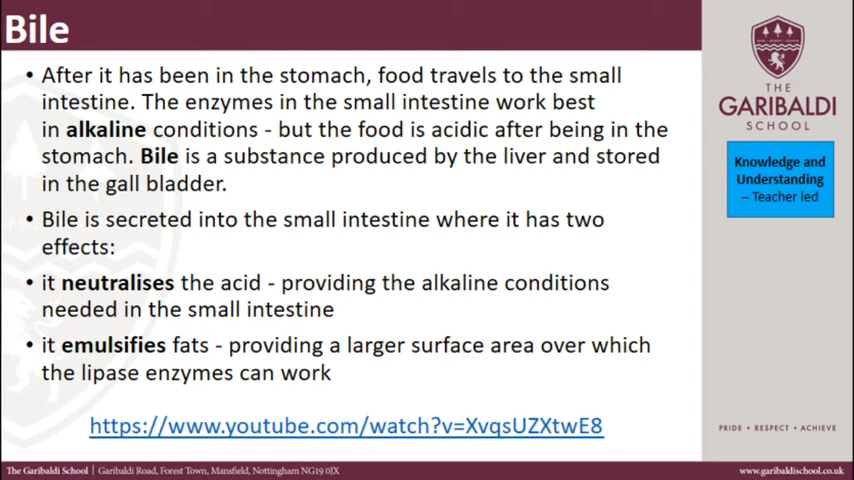 Bile
• After it has been in the stomach, food travels to the small
intestine. The enzymes in the small intestine work best
in alkaline conditions - but the food is acidic after being in the
stomach. Bile is a substance produced by the liver and stored
in the gall bladder.
• Bile is secreted into the small intestine where it has two
effects:
• it neutralises the acid - providing the alkaline conditions
needed in the small intestine
• it emulsifies fats - providing a larger surface area over which
the lipase enzymes can work
https://www.youtube.com/watch?v=XvqsUZXtwE8
THE
GARIBALDI
SCHOOL
Knowledge and
Understanding
– Teacher led
PRIDE • RESPECT • ACHIEVE
The Garibaldi School | Garibaldi Road, Forest Town, Mansfield, Nottingham NG19 0JX
www.garibaldischool.co.uk